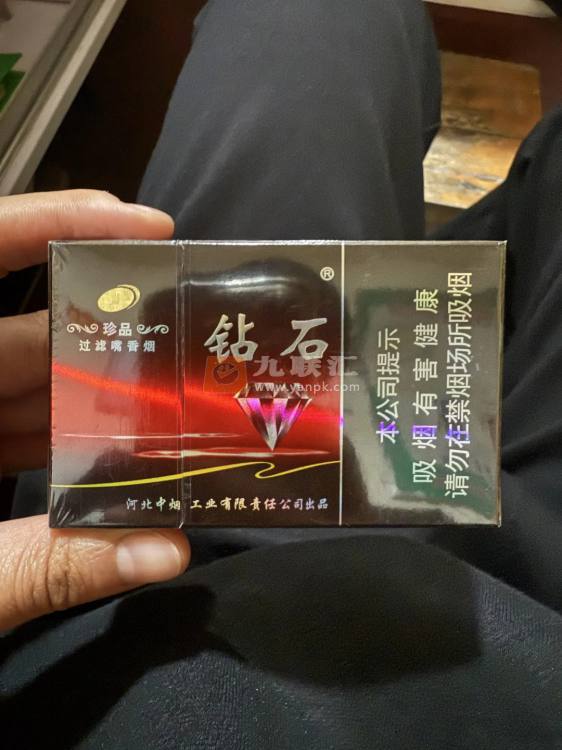 ®
珍品
过滤嘴香烟
钻石
九联汇
www.yanpk.com
河北中烟工业有限责任公司出品
本公司提示
吸烟有害健康
请勿在禁烟场所吸烟